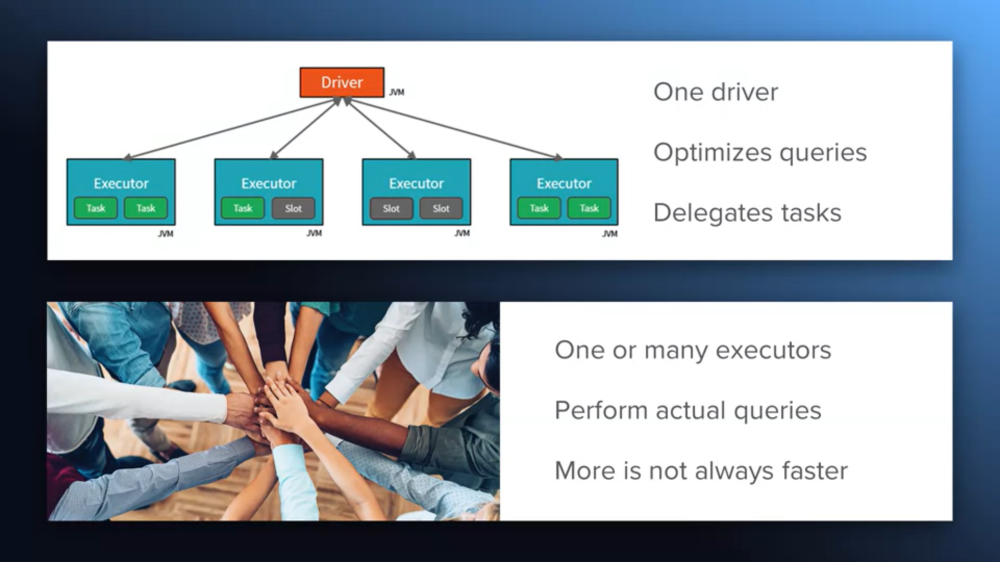 Driver
JVM
Executor
Task Task
JVM
Executor
Task Slot
JVM
Executor
Slot Slot
JVM
Executor
Task Task
JVM
One driver
Optimizes queries
Delegates tasks
One or many executors
Perform actual queries
More is not always faster